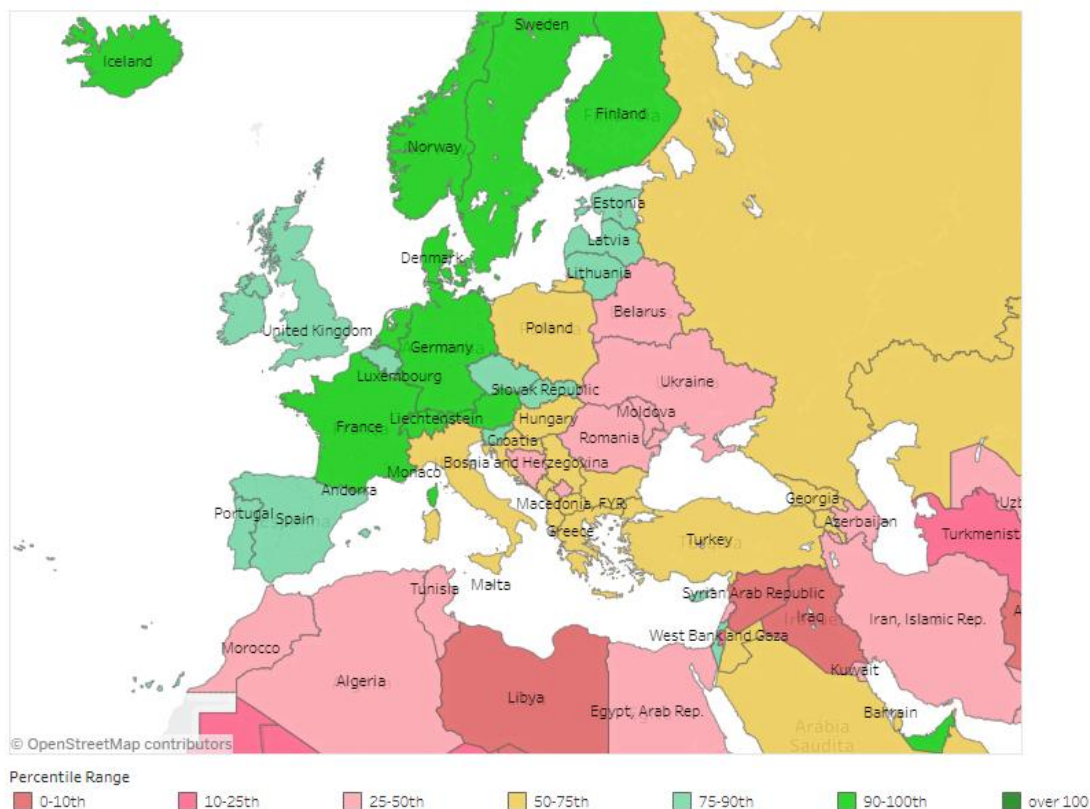 Sweden
Iceland
Finland
Norway
Estonia
Denmark
Latvia
Lithuania
Belarus
United Kingdom
Poland
Germany
Luxembourg
Slovak Republic
Ukraine
Liechtenstein
Hungary
Moldova
France
Croatia
Romania
Monaco
Bosnia and Herzegovina
Andorra
Macedonia, FYR
Georgia
Portugal
Spain
Greece
Azerbaijan
Uzb
Turkey
Turkmenist
Malta
Tunisia
Syrian Arab Republic
Iraq
Iran, Islamic Rep.
A
West Bank and Gaza
Morocco
Kuwait
Algeria
Libya
Egypt, Arab Rep.
Bahrain
Arabia
Saudita
© OpenStreetMap contributors
Percentile Range
0-10th 10-25th 25-50th 50-75th 75-90th 90-100th over 100